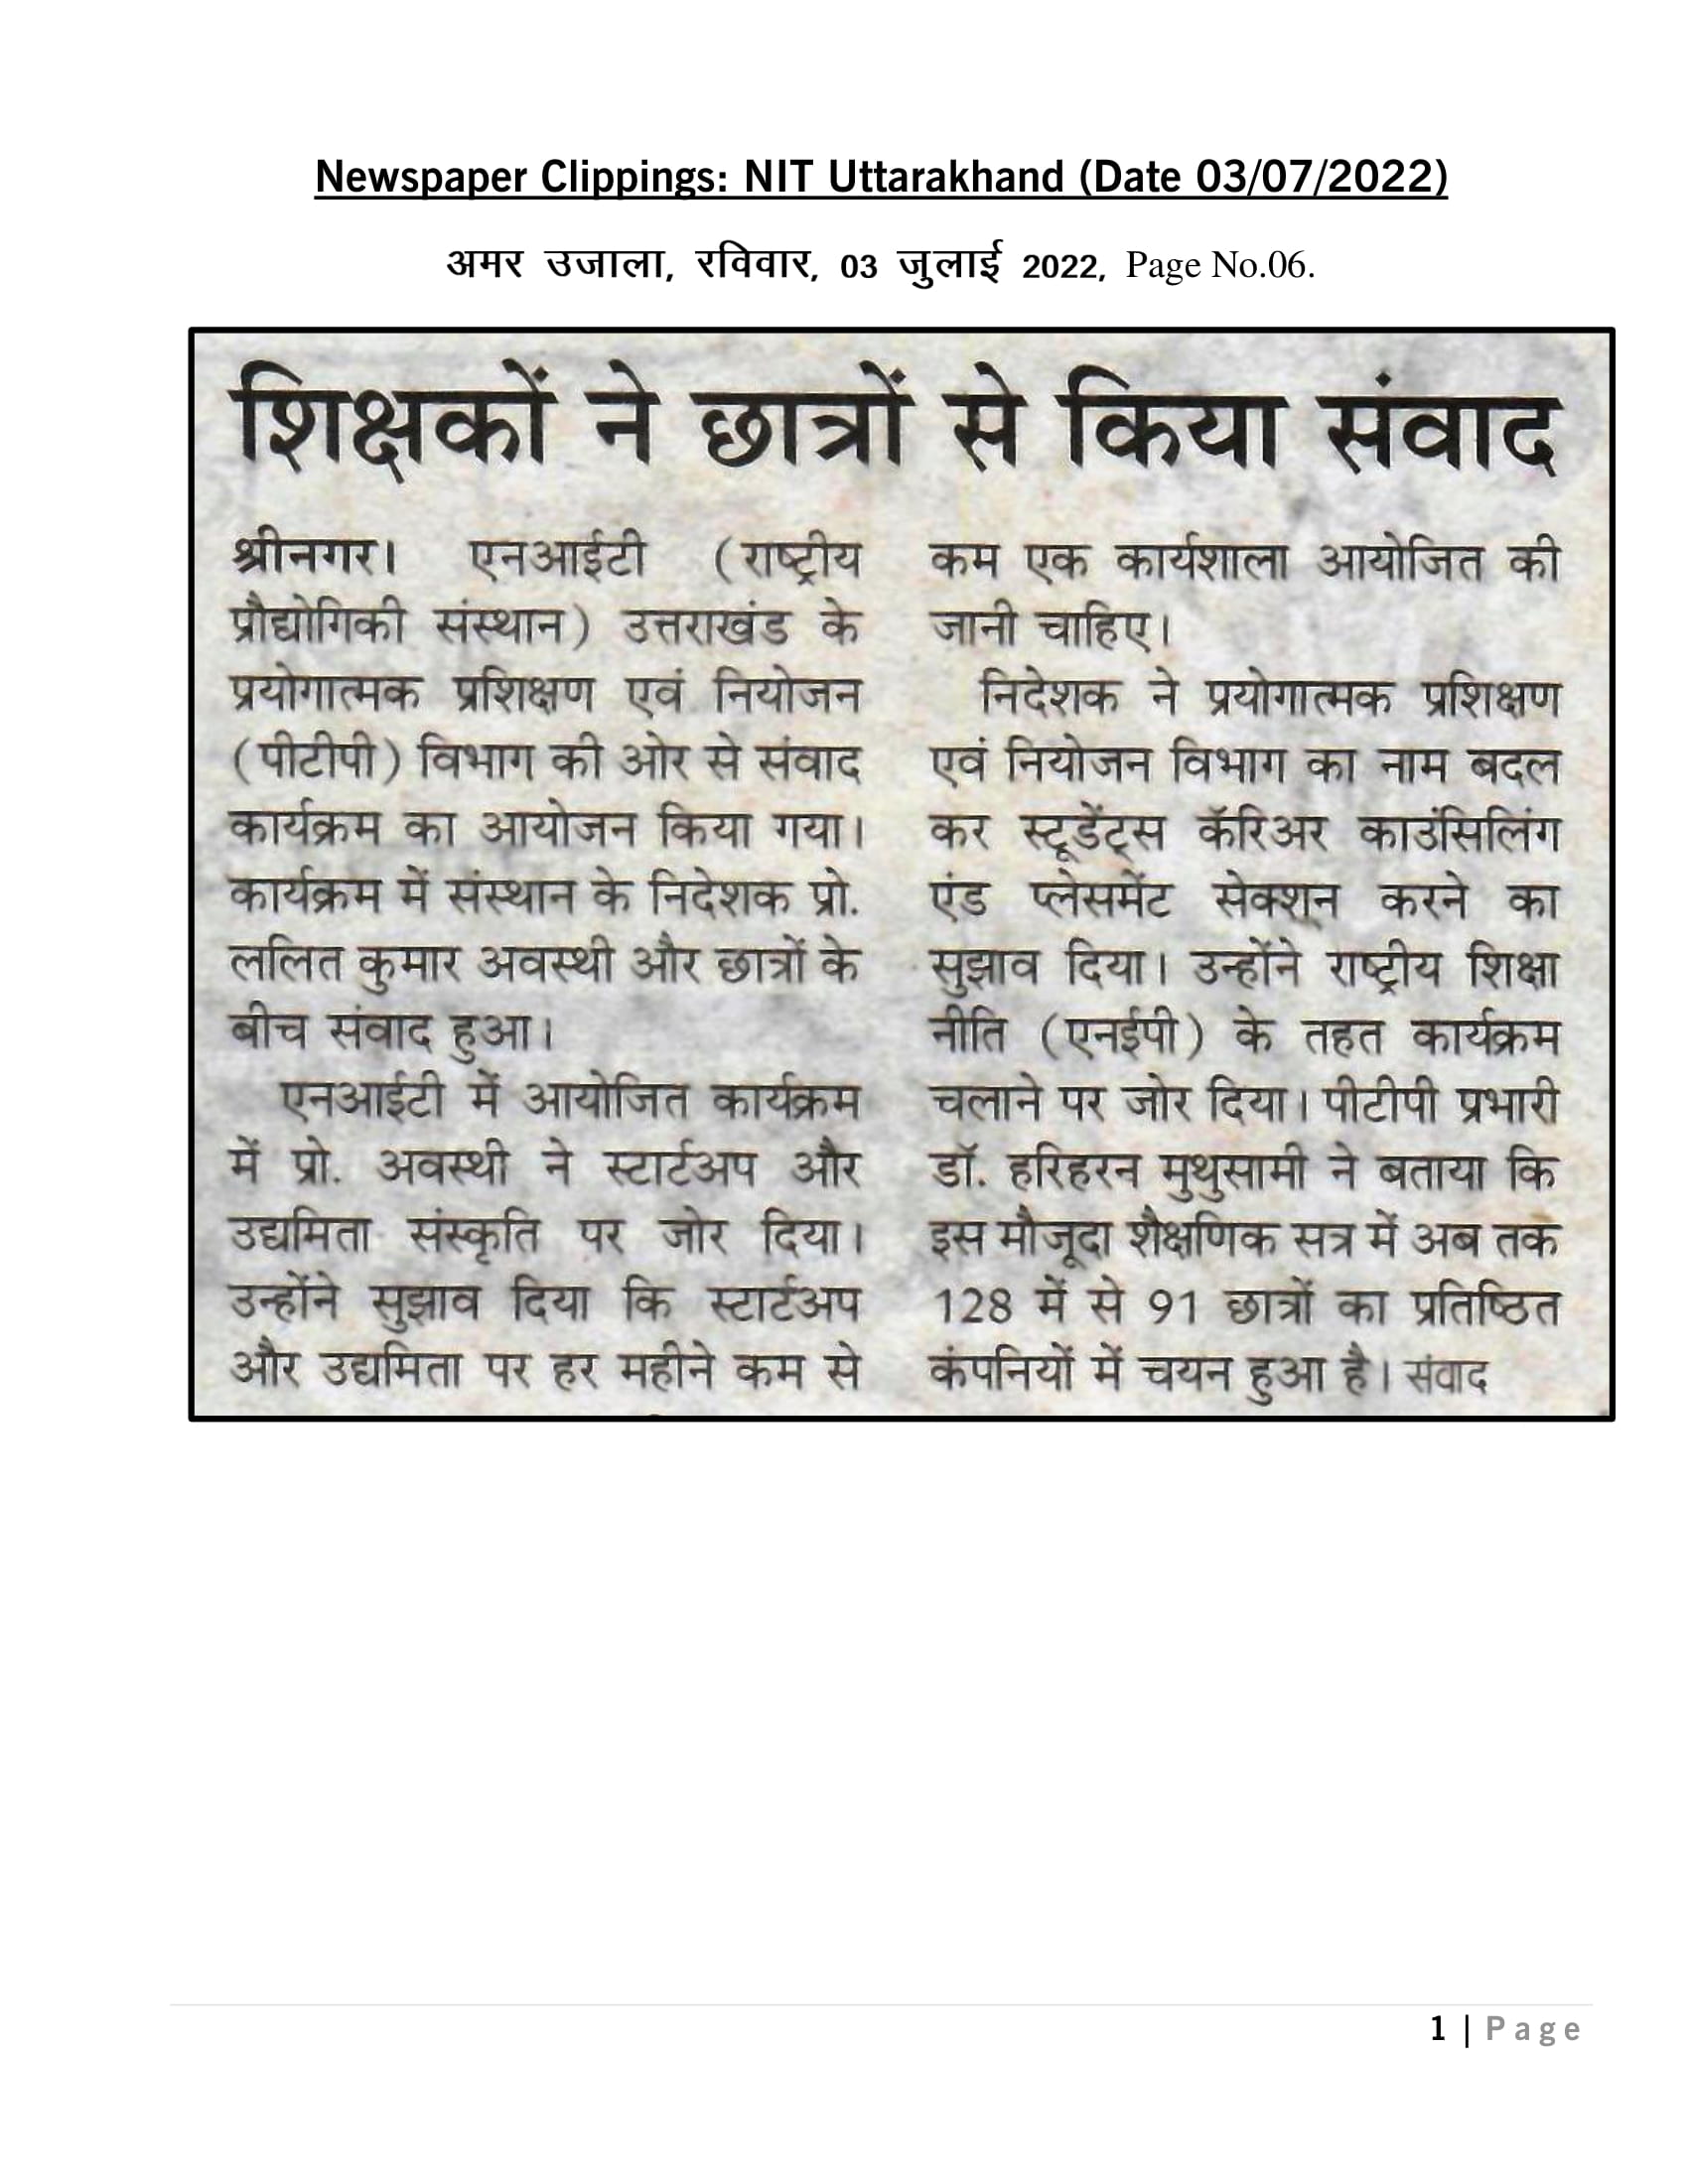 Newspaper Clippings: NIT Uttarakhand (Date 03/07/2022)
अमर उजाला, रविवार, 03 जुलाई 2022, Page No.06.
शिक्षकों ने छात्रों से किया संवाद
श्रीनगर। एनआईटी (राष्ट्रीय
प्रौद्योगिकी संस्थान) उत्तराखंड के
प्रयोगात्मक प्रशिक्षण एवं नियोजन
(पीटीपी) विभाग की ओर से संवाद
कार्यक्रम का आयोजन किया गया।
कार्यक्रम में संस्थान के निदेशक प्रो.
ललित कुमार अवस्थी और छात्रों के
बीच संवाद हुआ।
एनआईटी में आयोजित कार्यक्रम
में प्रो. अवस्थी ने स्टार्टअप और
उद्यमिता संस्कृति पर जोर दिया।
उन्होंने सुझाव दिया कि स्टार्टअप
और उद्यमिता पर हर महीने कम से
कम एक कार्यशाला आयोजित की
जानी चाहिए।
निदेशक ने प्रयोगात्मक प्रशिक्षण
एवं नियोजन विभाग का नाम बदल
कर स्टूडेंट्स कॅरिअर काउंसिलिंग
एंड प्लेसमेंट सेक्शन करने का
सुझाव दिया। उन्होंने राष्ट्रीय शिक्षा
नीति (एनईपी) के तहत कार्यक्रम
चलाने पर जोर दिया। पीटीपी प्रभारी
डॉ. हरिहरन मुथुसामी ने बताया कि
इस मौजूदा शैक्षणिक सत्र में अब तक
128 में से 91 छात्रों का प्रतिष्ठित
कंपनियों में चयन हुआ है। संवाद
1 | Page